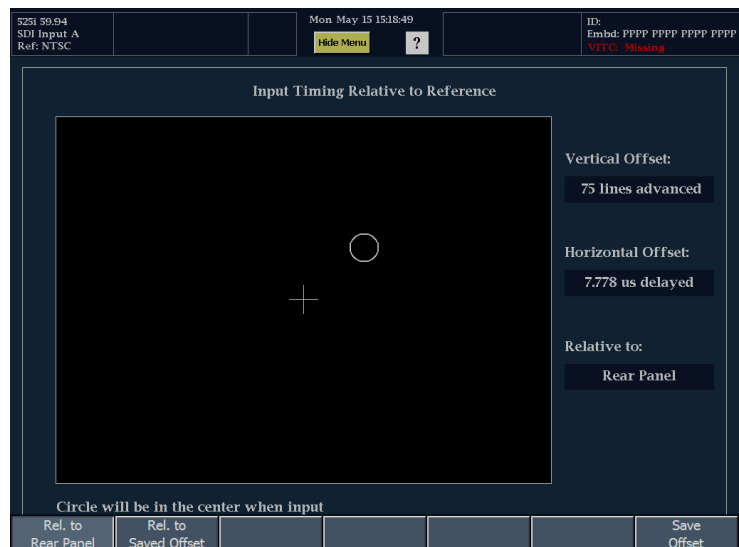 525i 59.94
SDI Input A
Ref: NTSC
Mon May 15 15:18:49
Hide Menu
?
ID:
Embd: PPPP PPPP PPPP PPPP
VITC: Missing
Input Timing Relative to Reference
Vertical Offset:
75 lines advanced
Horizontal Offset:
7.778 us delayed
Relative to:
Rear Panel
Circle will be in the center when input
Rel. to
Rear Panel
Rel. to
Saved Offset
Save
Offset